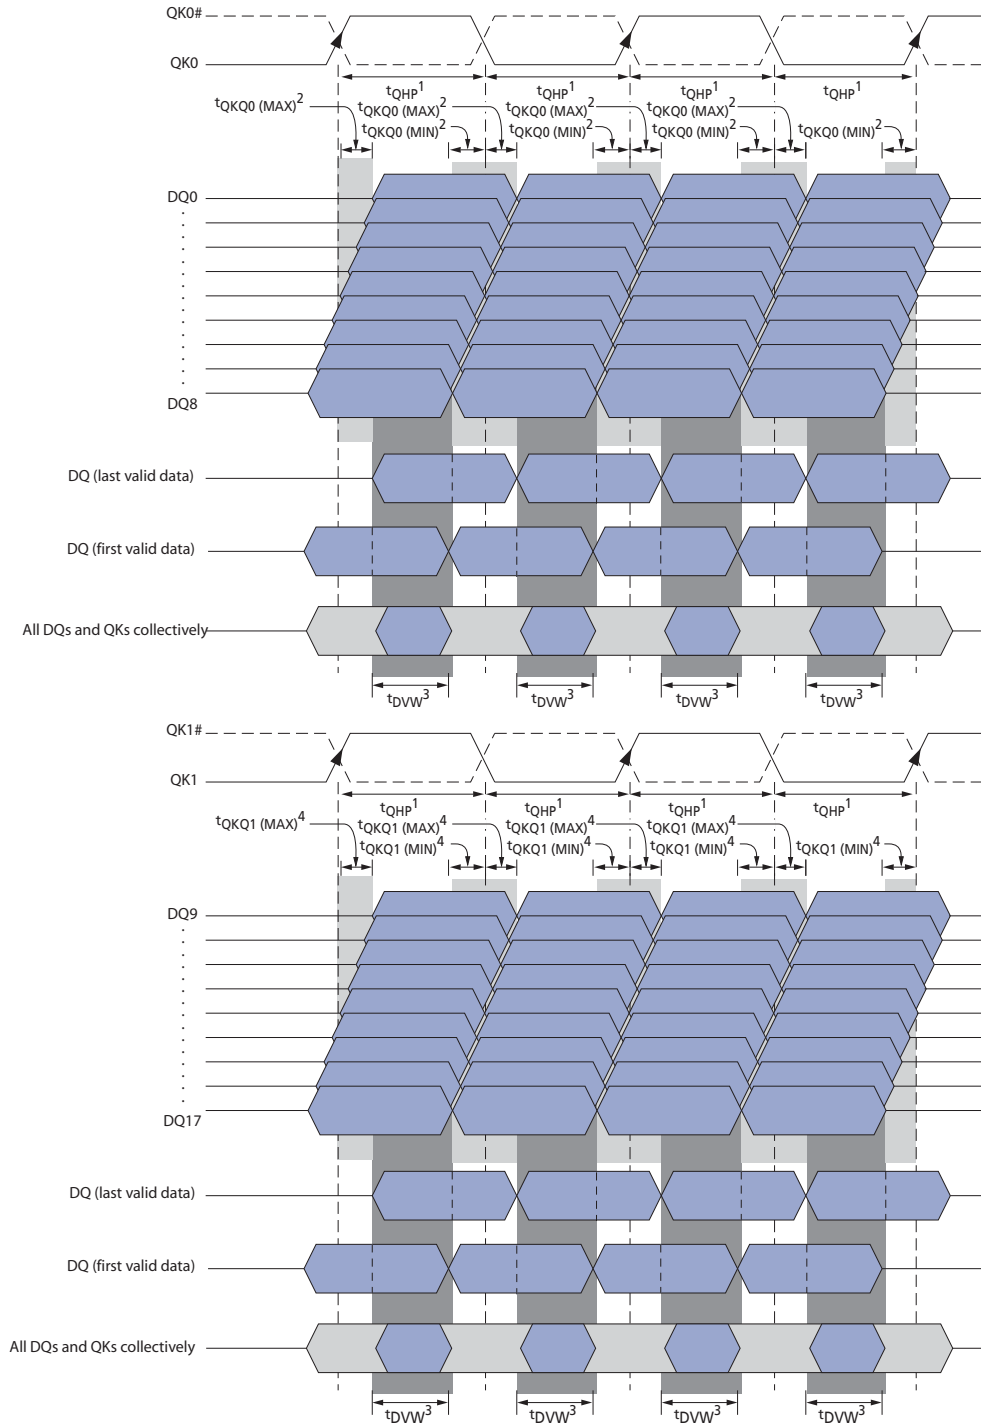 QK0#
QK0
tQHP1 tQHP1 tQHP1 tQHP1
tQKQ0 (MAX)2 tQKQ0 (MAX)2 tQKQ0 (MAX)2 tQKQ0 (MAX)2
tQKQ0 (MIN)2 tQKQ0 (MIN)2 tQKQ0 (MIN)2 tQKQ0 (MIN)2
DQ0
DQ8
DQ (last valid data)
DQ (first valid data)
All DQs and QKs collectively
tDVW3 tDVW3 tDVW3 tDVW3
QK1#
QK1
tQHP1 tQHP1 tQHP1 tQHP1
tQKQ1 (MAX)4 tQKQ1 (MAX)4 tQKQ1 (MAX)4 tQKQ1 (MAX)4
tQKQ1 (MIN)4 tQKQ1 (MIN)4 tQKQ1 (MIN)4 tQKQ1 (MIN)4
DQ9
DQ17
DQ (last valid data)
DQ (first valid data)
All DQs and QKs collectively
tDVW3 tDVW3 tDVW3 tDVW3